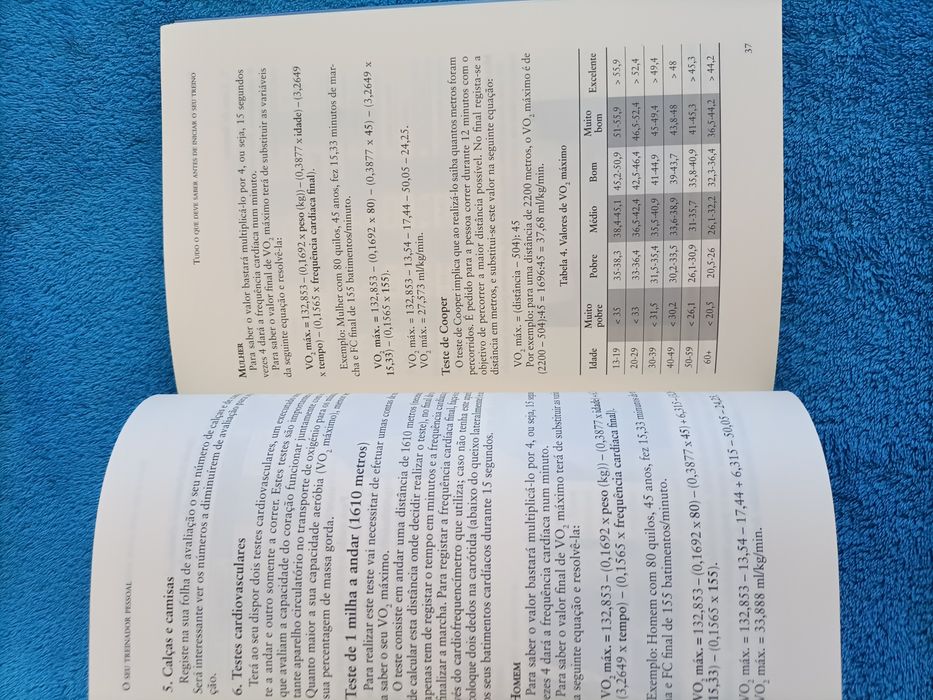 O SEU TREINADOR PESSOAL
5. Calças e camisas
Registe na sua folha de avaliação o seu número de calças e de
Será interessante ver os números a diminuírem de avaliação
6. Testes cardiovasculares
Terá ao seu dispor dois testes cardiovasculares, um executado
te a andar e outro somente a correr. Estes testes são
que avaliam a capacidade do coração funcionar juntamente com
tante aparelho circulatório no transporte de oxigénio para os
Quanto maior a sua capacidade aeróbia (VO2 máximo),
sua percentagem de massa gorda.
Teste de 1 milha a andar (1610 metros)
Para realizar este teste vai necessitar de efetuar umas contas
a saber o seu VO2 máximo.
O teste consiste em andar uma distância de 1610 metros
de calcular esta distância onde decidir realizar o teste), no final
apenas tem de registar o tempo em minutos e a frequência
finalizar a marcha. Para registar a frequência cardíaca final,
és do cardiofrequencímetro que utiliza; caso não tenha este
oloque dois dedos na carótida (abaixo do queixo lateralmente)
os seus batimentos cardíacos durante 15 segundos.
HOMEM
Para saber o valor bastará multiplicá-lo por 4, ou seja, 15
vezes 4 dará a frequência cardíaca num minuto.
Para saber o valor final de VO2 máximo terá de substituir as
a seguinte equação e resolvê-la:
VO2 máx. = 132,853 – (0,1692 x peso (kg)) – (0,3877 x idade) +
(3,2649 x tempo) – (0,1565 x frequência cardíaca final).
Exemplo: Homem com 80 quilos, 45 anos, fez 15,33 minutos de
a e FC final de 155 batimentos/minuto.
VO2 máx. = 132,853 – (0,1692 x 80) – (0,3877 x 45) + 6,315 –
15,33) – (0,1565 x 155).
VO2 máx. = 132,853 – 13,54 – 17,44 + 6,315 – 50,05 – 24,25
VO2 máx. = 33,888 ml/kg/min.
TUDO O QUE DEVE SABER ANTES DE INICIAR O SEU TREINO
MULHER
Para saber o valor bastará multiplicá-lo por 4, ou seja, 15 segundos
vezes 4 dará a frequência cardíaca num minuto.
Para saber o valor final de VO2 máximo terá de substituir as variáveis
da seguinte equação e resolvê-la:
VO2 máx. = 132,853 – (0,1692 x peso (kg)) – (0,3877 x idade) – (3,2649
x tempo) – (0,1565 x frequência cardíaca final).
Exemplo: Mulher com 80 quilos, 45 anos, fez 15,33 minutos de mar-
cha e FC final de 155 batimentos/minuto.
VO2 máx. = 132,853 – (0,1692 x 80) – (0,3877 x 45) – (3,2649 x
15,33) – (0,1565 x 155).
VO2 máx. = 132,853 – 13,54 – 17,44 – 50,05 – 24,25.
VO2 máx. = 27,573 ml/kg/min.
Teste de Cooper
O teste de Cooper implica que ao realizá-lo saiba quantos metros foram
percorridos. É pedido para a pessoa correr durante 12 minutos com o
objetivo de percorrer a maior distância possível. No final regista-se a
distância em metros, e substitui-se este valor na seguinte equação:
VO2 máx. = (distância – 504): 45
Por exemplo: para uma distância de 2200 metros, o VO2 máximo é de
(2200 – 504):45 = 1696:45 = 37,68 ml/kg/min.
Tabela 4. Valores de VO2 máximo
Idade Muito pobre Pobre Médio Bom Muito bom Excelente
13-19 < 35 35-38,3 38,4-45,1 45,2-50,9 51-55,9 > 55,9
20-29 < 33 33-36,4 36,5-42,4 42,5-46,4 46,5-52,4 > 52,4
30-39 < 31,5 31,5-35,4 35,5-40,9 41-44,9 45-49,4 > 49,4
40-49 < 30,2 30,2-33,5 33,6-38,9 39-43,7 43,8-48 > 48
50-59 < 26,1 26,1-30,9 31-35,7 35,8-40,9 41-45,3 > 45,3
60+ < 20,5 20,5-26 26,1-32,2 32,3-36,4 36,5-44,2 > 44,2
37